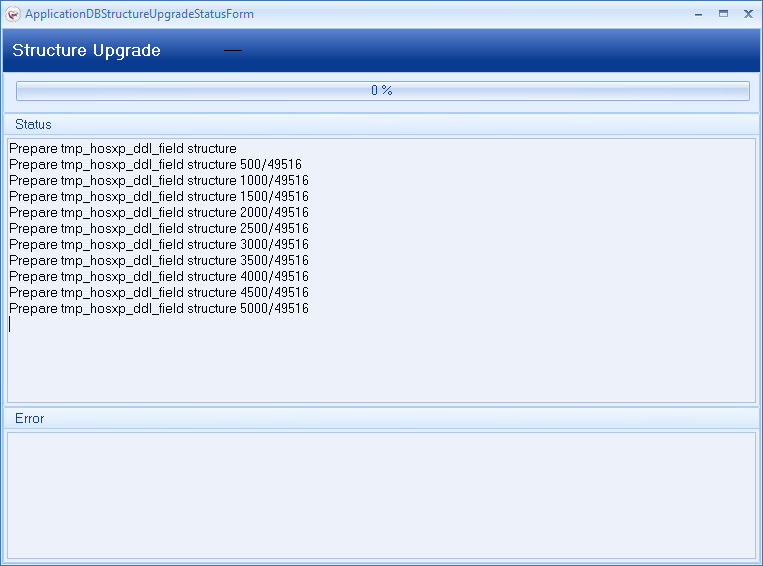 ApplicationDBStructureUpgradeStatusForm
Structure Upgrade
0 %
Status
Prepare tmp_hosxp_ddl_field structure
Prepare tmp_hosxp_ddl_field structure 500/49516
Prepare tmp_hosxp_ddl_field structure 1000/49516
Prepare tmp_hosxp_ddl_field structure 1500/49516
Prepare tmp_hosxp_ddl_field structure 2000/49516
Prepare tmp_hosxp_ddl_field structure 2500/49516
Prepare tmp_hosxp_ddl_field structure 3000/49516
Prepare tmp_hosxp_ddl_field structure 3500/49516
Prepare tmp_hosxp_ddl_field structure 4000/49516
Prepare tmp_hosxp_ddl_field structure 4500/49516
Prepare tmp_hosxp_ddl_field structure 5000/49516
Error